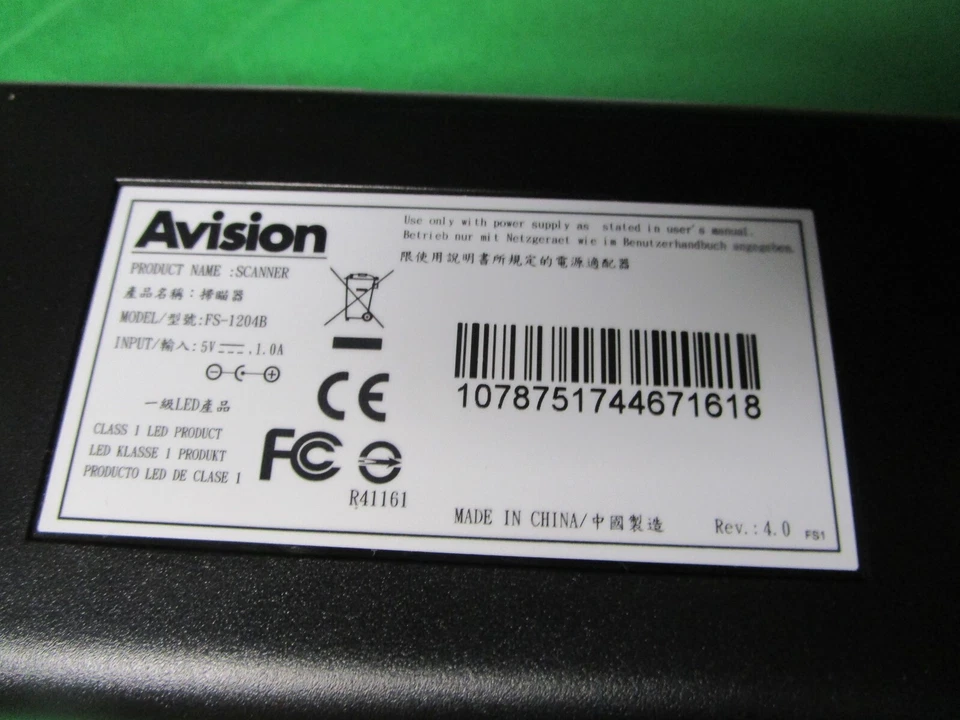 Avision
PRODUCT NAME :SCANNER
產品名稱：掃瞄器
MODEL/型號:FS-1204B
INPUT/輸入:5V⎓.1.0A
一級LED產品
CLASS 1 LED PRODUCT
LED KLASSE 1 PRODUKT
PRODUCTO LED DE CLASE 1
CE
FC
R41161
Use only with power supply as stated in user's manual.
Betrieb nur mit Netzgeraet wie im Benutzerhandbuch angegeben.
限使用說明書所規定的電源適配器
1078751744671618
MADE IN CHINA/中國製造
Rev.:4.0 FS1